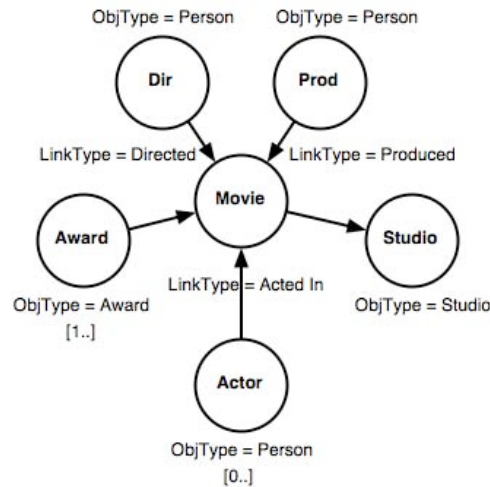 ObjType = Person
ObjType = Person
Dir
Prod
LinkType = Directed
LinkType = Produced
Movie
Award
Studio
LinkType = Acted In
ObjType = Award
[1..]
ObjType = Studio
Actor
ObjType = Person
[0..]